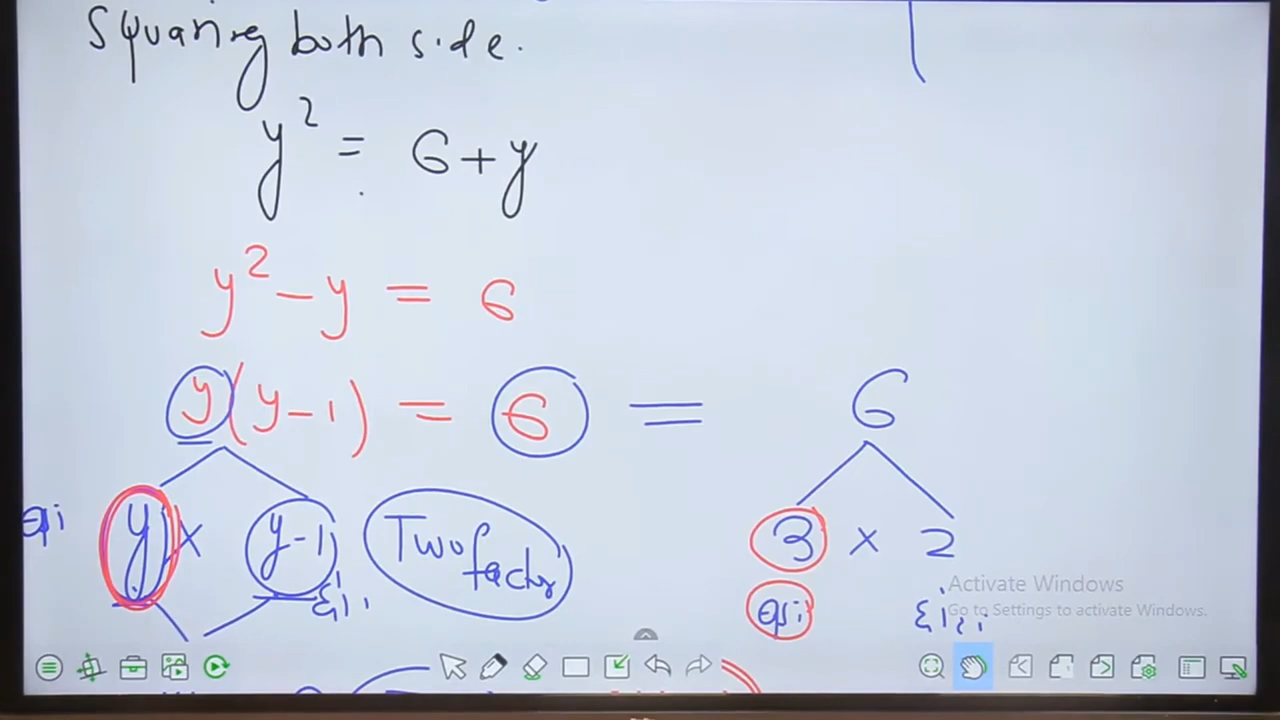 Squaring both side.
y² = 6 + y
y² - y = 6
y(y-1) = 6 = 6
y × y-1 Two factor 3 × 2
Activate Windows
Go to Settings to activate Windows.